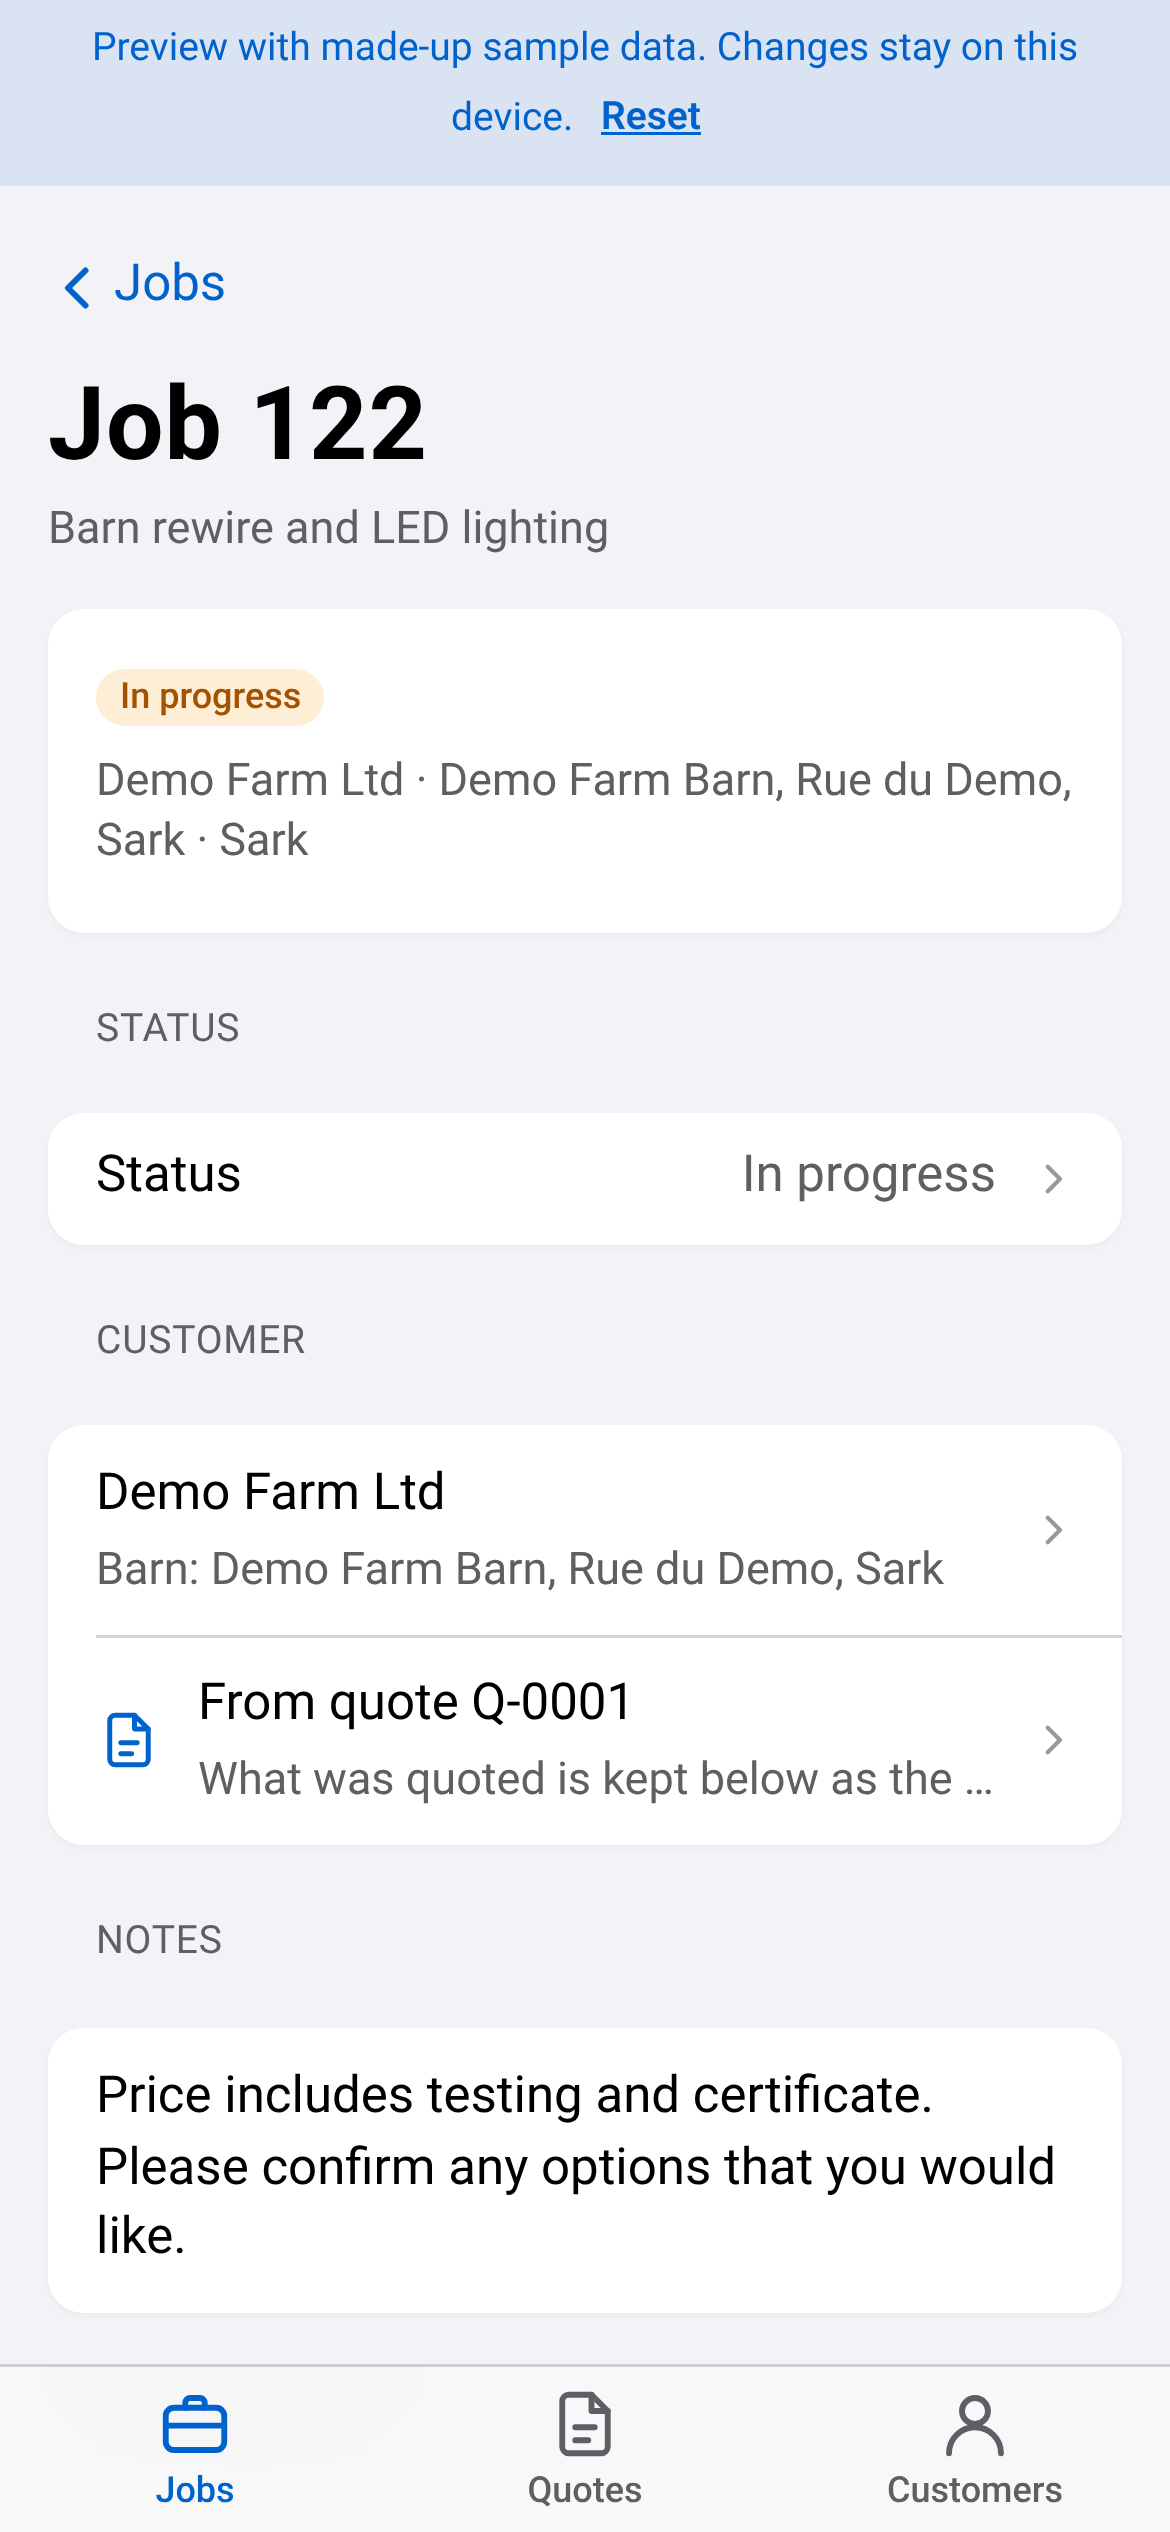 Preview with made-up sample data. Changes stay on this
device. Reset
Jobs
Job 122
Barn rewire and LED lighting
In progress
Demo Farm Ltd · Demo Farm Barn, Rue du Demo,
Sark · Sark
STATUS
Status In progress
CUSTOMER
Demo Farm Ltd
Barn: Demo Farm Barn, Rue du Demo, Sark
From quote Q-0001
What was quoted is kept below as the ...
NOTES
Price includes testing and certificate.
Please confirm any options that you would
like.
Jobs Quotes Customers